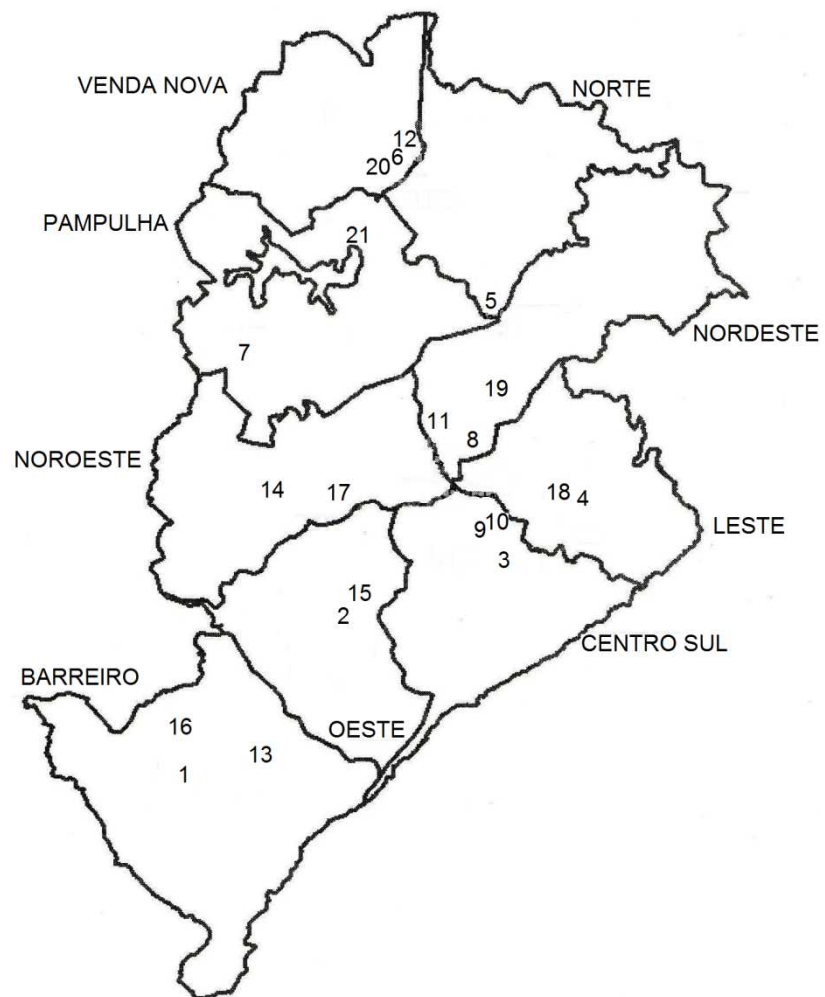 VENDA NOVA
NORTE
12
6
20
PAMPULHA
21
5
NORDESTE
7
19
11
8
NOROESTE
14
17
18
4
10
9
LESTE
3
15
2
CENTRO SUL
BARREIRO
16
OESTE
13
1